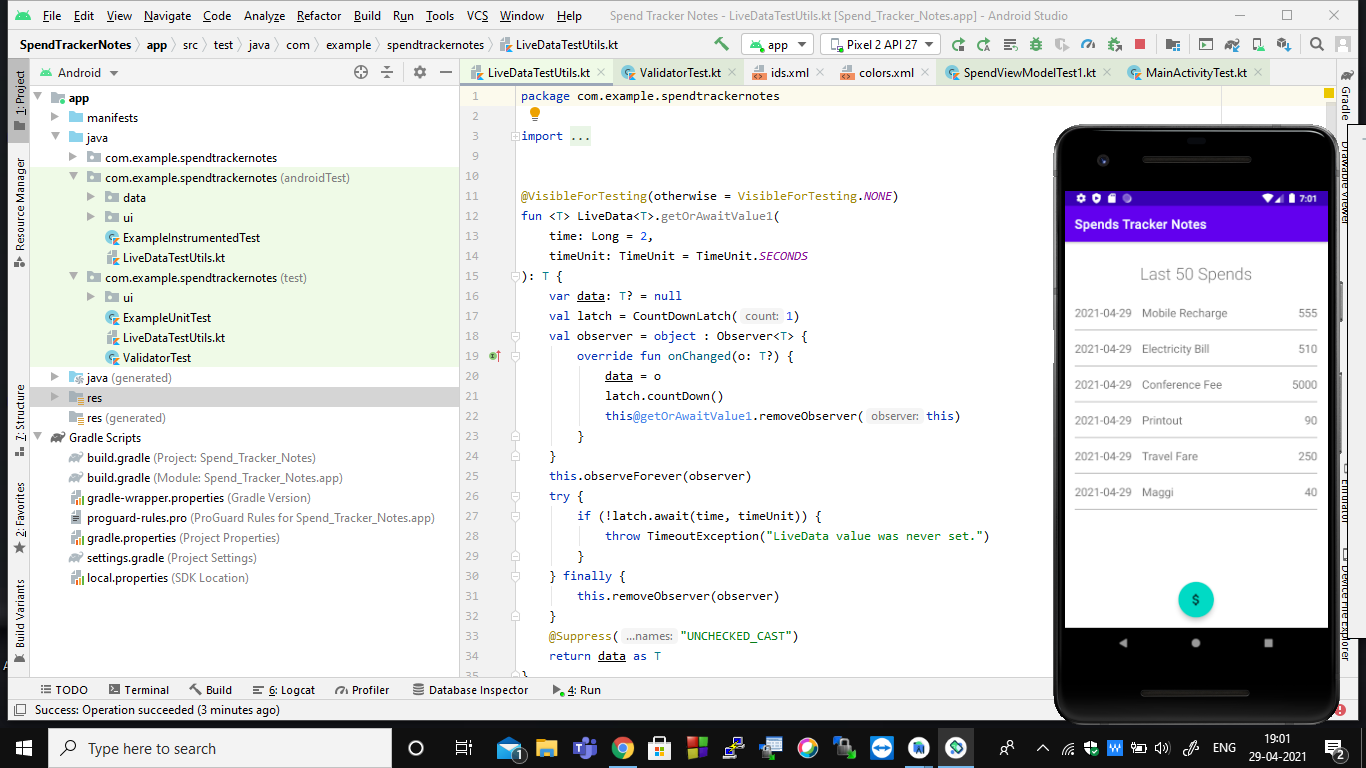 File Edit View Navigate Code Analyze Refactor Build Run Tools VCS Window Help Spend Tracker Notes - LiveDataTestUtils.kt [Spend_Tracker_Notes.app] - Android Studio
SpendTrackerNotes app src test java com example spendtrackernotes LiveDataTestUtils.kt app Pixel 2 API 27
Android LiveDataTestUtils.kt ValidatorTest.kt ids.xml colors.xml SpendViewModelTest1.kt MainActivityTest.kt
1: Project
Resource Manager
7: Structure
2: Favorites
Build Variants
app
manifests
java
com.example.spendtrackernotes
com.example.spendtrackernotes (androidTest)
data
ui
ExampleInstrumentedTest
LiveDataTestUtils.kt
com.example.spendtrackernotes (test)
ui
ExampleUnitTest
LiveDataTestUtils.kt
ValidatorTest
java (generated)
res
res (generated)
Gradle Scripts
build.gradle (Project: Spend_Tracker_Notes)
build.gradle (Module: Spend_Tracker_Notes.app)
gradle-wrapper.properties (Gradle Version)
proguard-rules.pro (ProGuard Rules for Spend_Tracker_Notes.app)
gradle.properties (Project Properties)
settings.gradle (Project Settings)
local.properties (SDK Location)
1 package com.example.spendtrackernotes
2
3 import ...
9
10
11 @VisibleForTesting(otherwise = VisibleForTesting.NONE)
12 fun <T> LiveData<T>.getOrAwaitValue1(
13 time: Long = 2,
14 timeUnit: TimeUnit = TimeUnit.SECONDS
15 ): T {
16 var data: T? = null
17 val latch = CountDownLatch( count: 1)
18 val observer = object : Observer<T> {
19 override fun onChanged(o: T?) {
20 data = o
21 latch.countDown()
22 this@getOrAwaitValue1.removeObserver( observer: this)
23 }
24 }
25 this.observeForever(observer)
26 try {
27 if (!latch.await(time, timeUnit)) {
28 throw TimeoutException("LiveData value was never set.")
29 }
30 } finally {
31 this.removeObserver(observer)
32 }
33 @Suppress( ...names: "UNCHECKED_CAST")
34 return data as T
35 }
7:01
Spends Tracker Notes
Last 50 Spends
2021-04-29 Mobile Recharge 555
2021-04-29 Electricity Bill 510
2021-04-29 Conference Fee 5000
2021-04-29 Printout 90
2021-04-29 Travel Fare 250
2021-04-29 Maggi 40
$
Gradle
Drawable Viewer
Emulator
Device File Explorer
TODO Terminal Build 6: Logcat Profiler Database Inspector 4: Run
Success: Operation succeeded (3 minutes ago)
Type here to search
1
W
ENG
19:01
29-04-2021
2